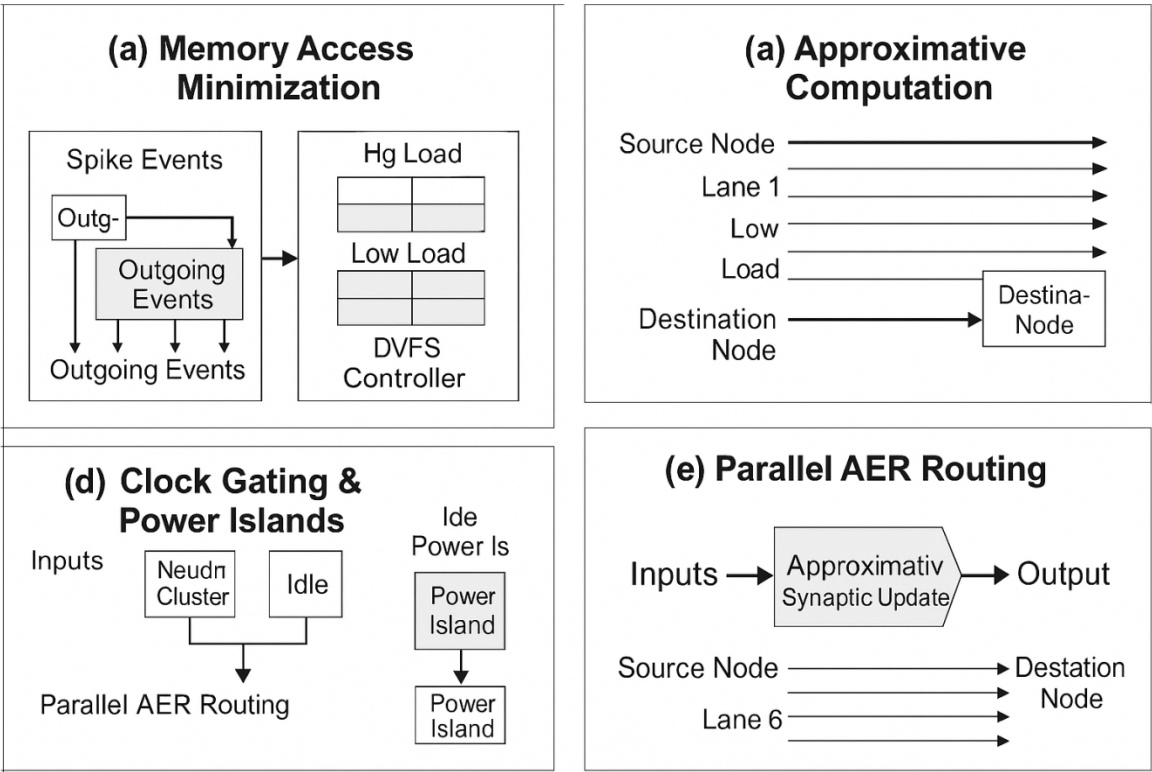 (a) Memory Access
Minimization
Spike Events
Outg-
Outgoing
Events
Outgoing Events
Hg Load
Low Load
DVFS
Controller
(a) Approximative
Computation
Source Node
Lane 1
Low
Load
Destination
Node
Destina-
Node
(d) Clock Gating &
Power Islands
Inputs
Neudπ
Cluster
Idle
Parallel AER Routing
Ide
Power Is
Power
Island
Power
Island
(e) Parallel AER Routing
Inputs
Approximativ
Synaptic Update
Output
Source Node
Lane 6
Destation
Node